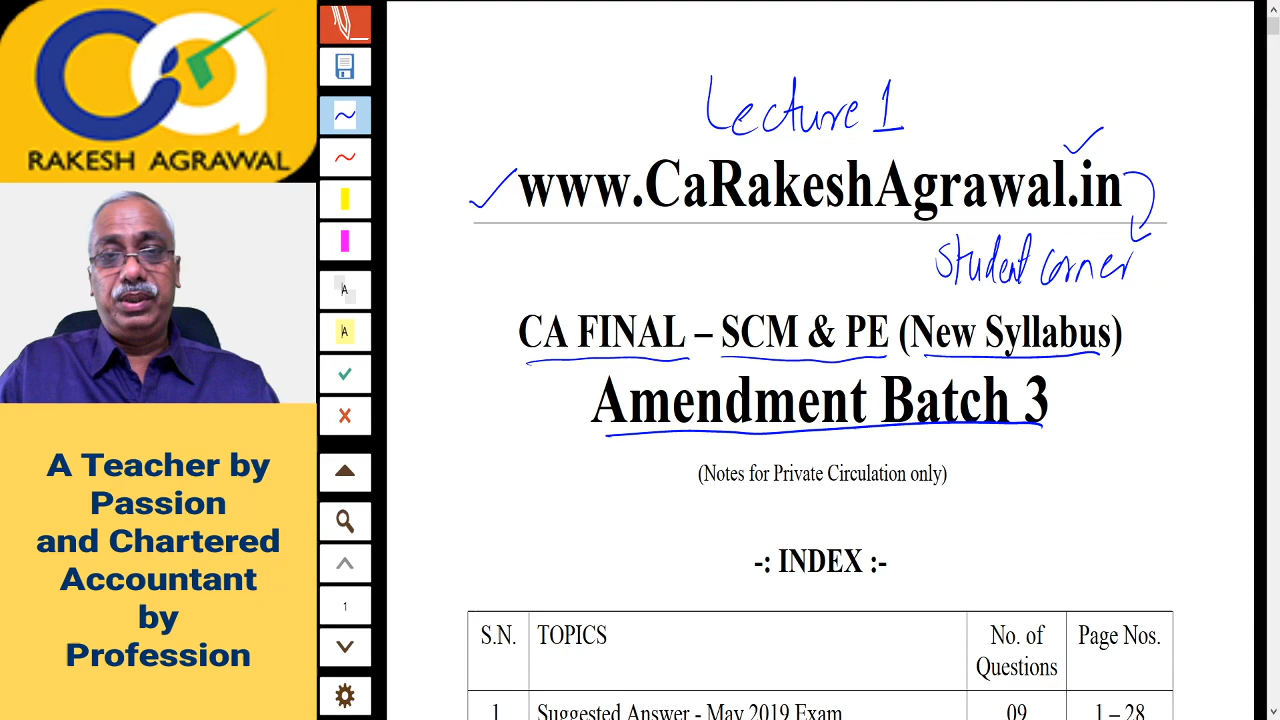 ca
RAKESH AGRAWAL
A Teacher by
Passion
and Chartered
Accountant
by
Profession
A
A
1
Lecture 1
www.CaRakeshAgrawal.in
Student corner
CA FINAL – SCM & PE (New Syllabus)
Amendment Batch 3
(Notes for Private Circulation only)
-: INDEX :-
S.N. TOPICS No. of Questions Page Nos.
1 Suggested Answer - May 2019 Exam 09 1 – 28